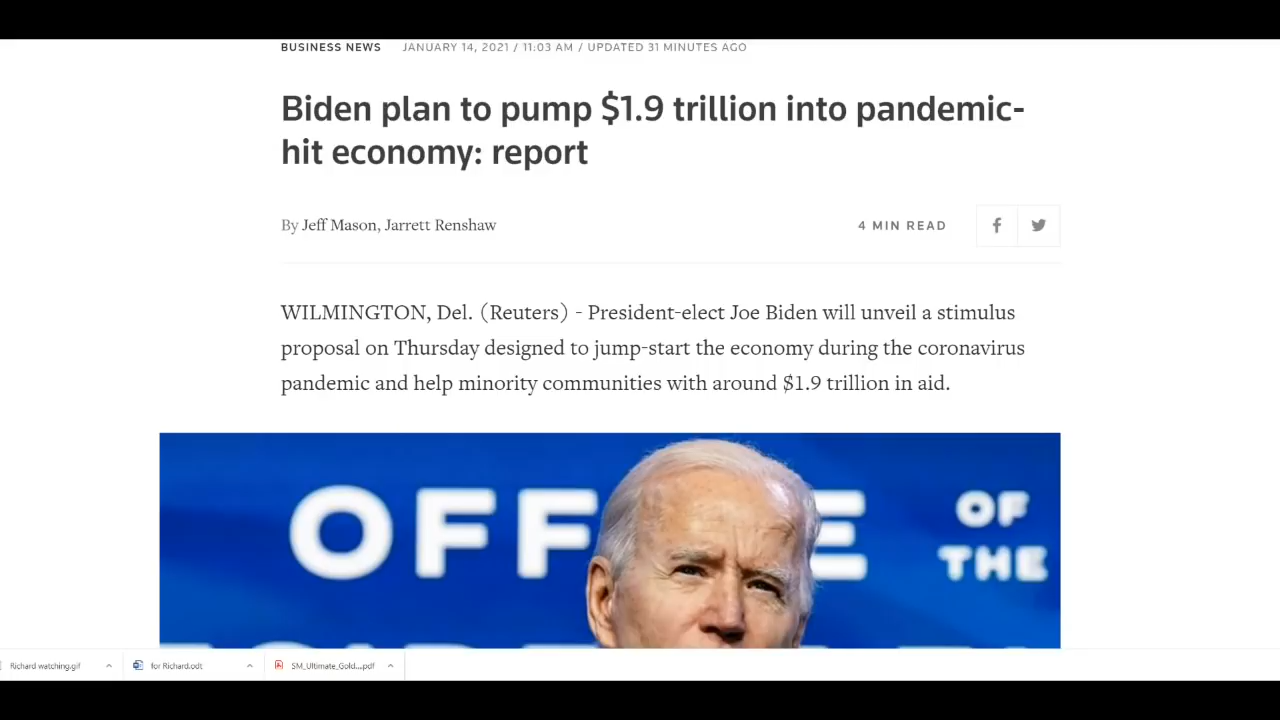 BUSINESS NEWS JANUARY 14, 2021 / 11:03 AM / UPDATED 31 MINUTES AGO
Biden plan to pump $1.9 trillion into pandemic-
hit economy: report
By Jeff Mason, Jarrett Renshaw 4 MIN READ
WILMINGTON, Del. (Reuters) - President-elect Joe Biden will unveil a stimulus
proposal on Thursday designed to jump-start the economy during the coronavirus
pandemic and help minority communities with around $1.9 trillion in aid.
OF
THE
Richard watching.gif for Richard.odt SM_Ultimate_Gold....pdf